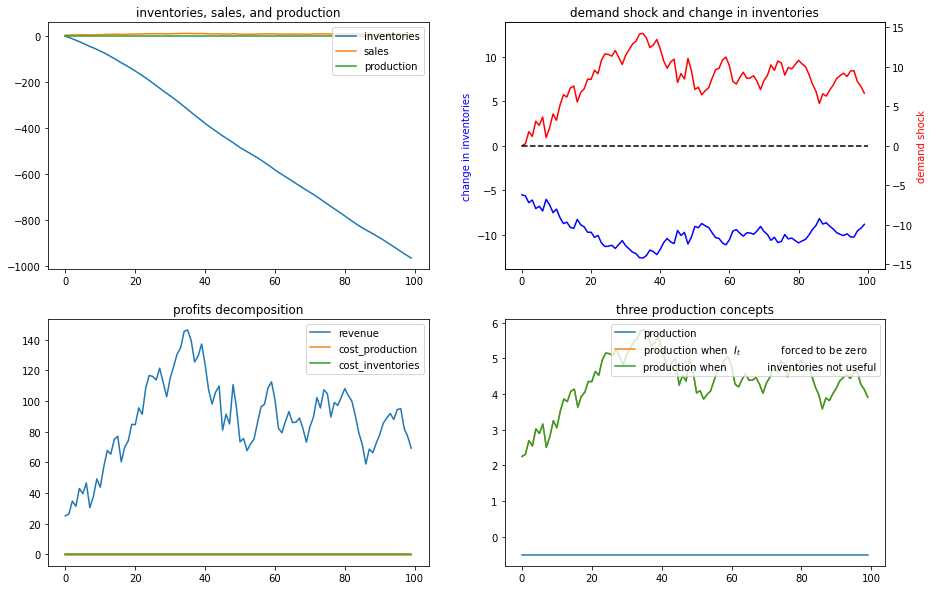 inventories, sales, and production
inventories
sales
production
0
−200
−400
−600
−800
−1000
0 20 40 60 80 100
demand shock and change in inventories
change in inventories
10
5
0
−5
−10
15
10
5
0
−5
−10
−15
demand shock
0 20 40 60 80 100
profits decomposition
revenue
cost_production
cost_inventories
140
120
100
80
60
40
20
0
0 20 40 60 80 100
three production concepts
production
production when I_t forced to be zero
production when inventories not useful
6
5
4
3
2
1
0
0 20 40 60 80 100